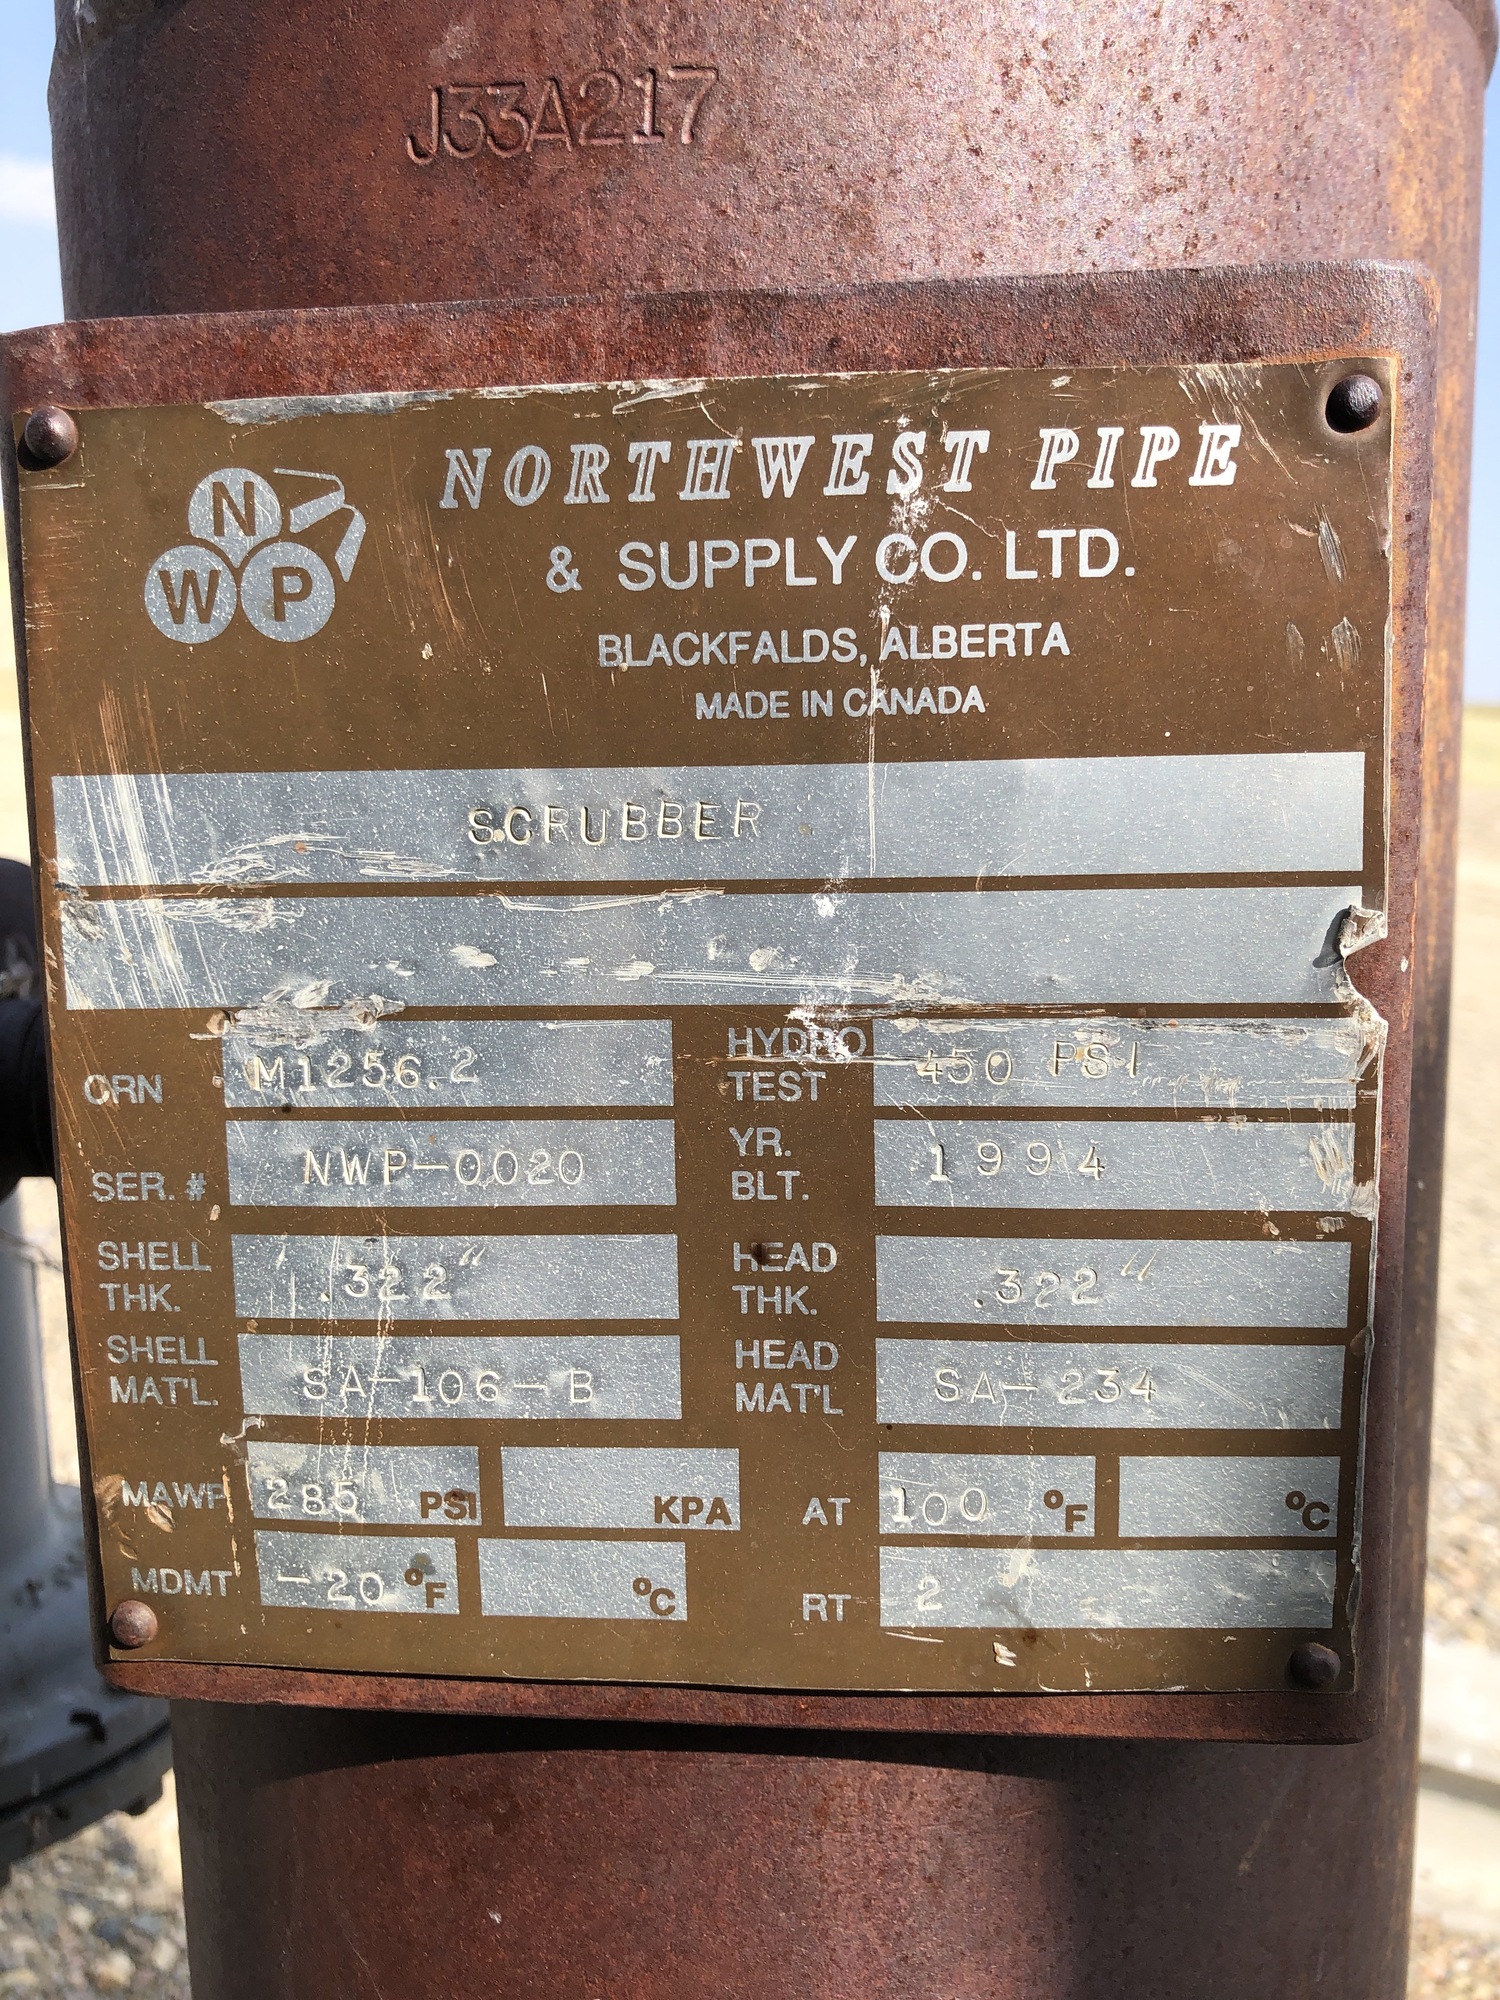 J33A217
N
W P
NORTHWEST PIPE
& SUPPLY CO. LTD.
BLACKFALDS, ALBERTA
MADE IN CANADA
SCRUBBER
CRN M1256.2 HYDRO TEST 450 PSI
SER. # NWP-0020 YR. BLT. 1994
SHELL THK. .322" HEAD THK. .322"
SHELL MAT'L. SA-106-B HEAD MAT'L SA-234
MAWP 285 PSI KPA AT 100 °F °C
MDMT -20 °F °C RT 2